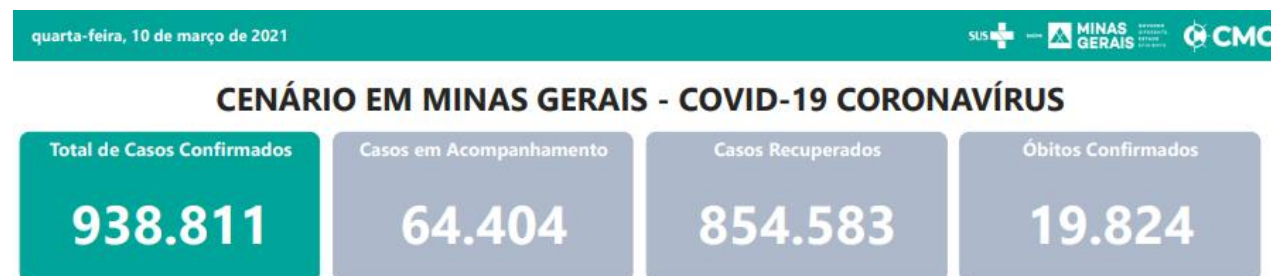 quarta-feira, 10 de março de 2021
SUS
MINAS GERAIS
CMC
CENÁRIO EM MINAS GERAIS - COVID-19 CORONAVÍRUS
Total de Casos Confirmados
938.811
Casos em Acompanhamento
64.404
Casos Recuperados
854.583
Óbitos Confirmados
19.824